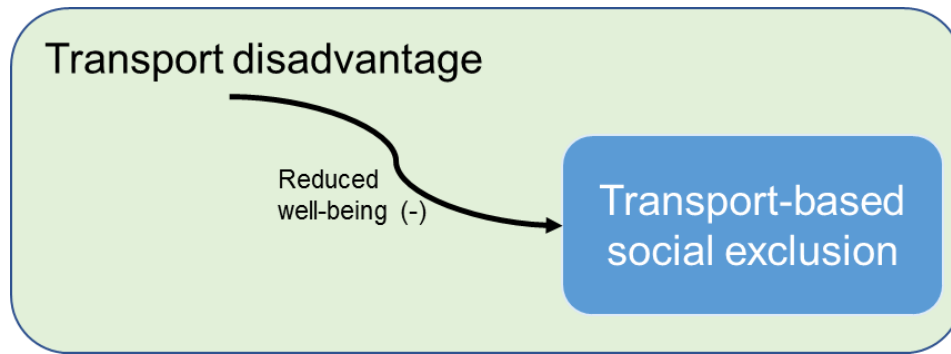 Transport disadvantage
Reduced
well-being (-)
Transport-based
social exclusion